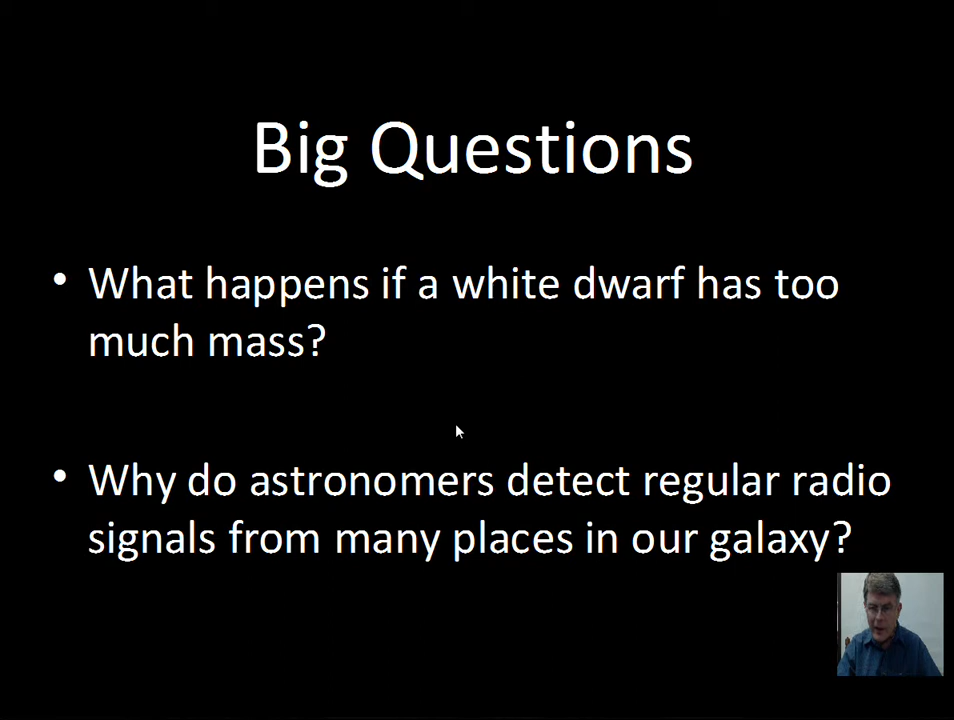 Big Questions
• What happens if a white dwarf has too
much mass?
• Why do astronomers detect regular radio
signals from many places in our galaxy?